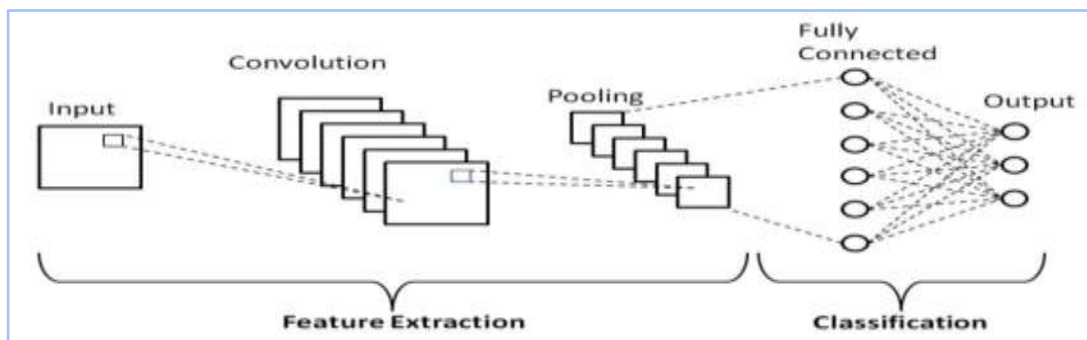 Input
Convolution
Pooling
Fully
Connected
Output
Feature Extraction
Classification